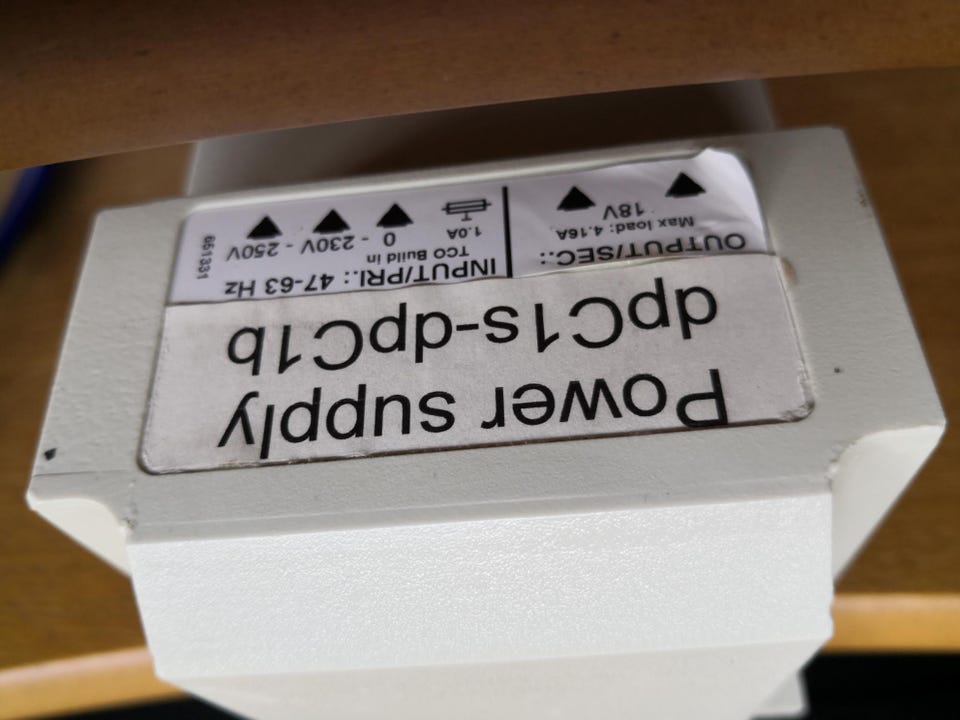 Power supply
dpC1s-dpC1b
OUTPUT/SEC.:
Max load: 4.16A
18V
INPUT/PRI.: 47-63 Hz
TCO Build in
1.0A
T
0 - 230V - 250V
651331